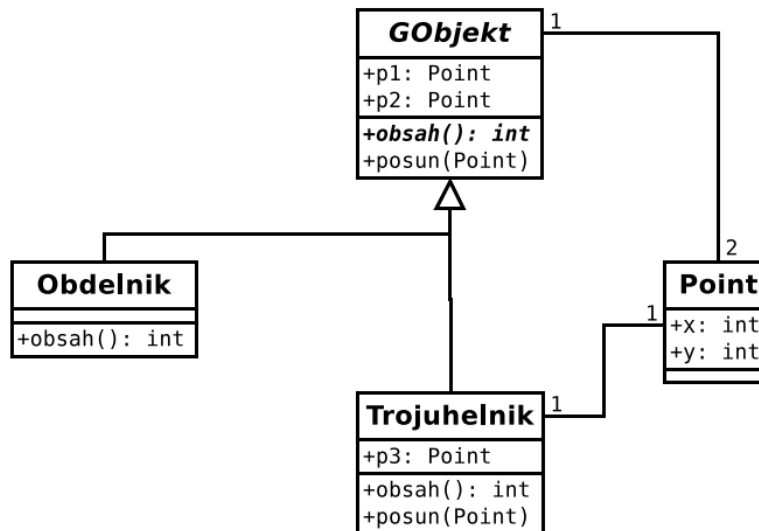 GObjekt
1
+p1: Point
+p2: Point
+obsah(): int
+posun(Point)
2
Obdelnik
+obsah(): int
Point
1
+x: int
+y: int
Trojuhelnik
1
+p3: Point
+obsah(): int
+posun(Point)